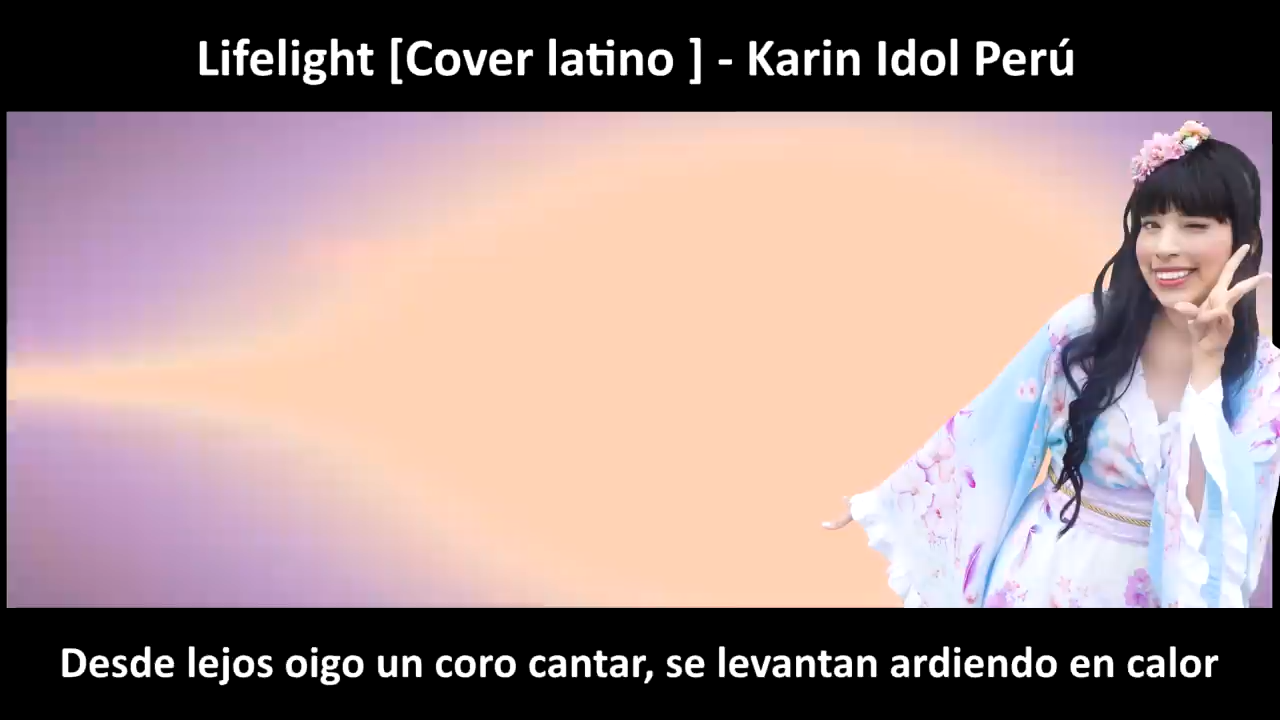 Lifelight [Cover latino ] - Karin Idol Perú
Desde lejos oigo un coro cantar, se levantan ardiendo en calor